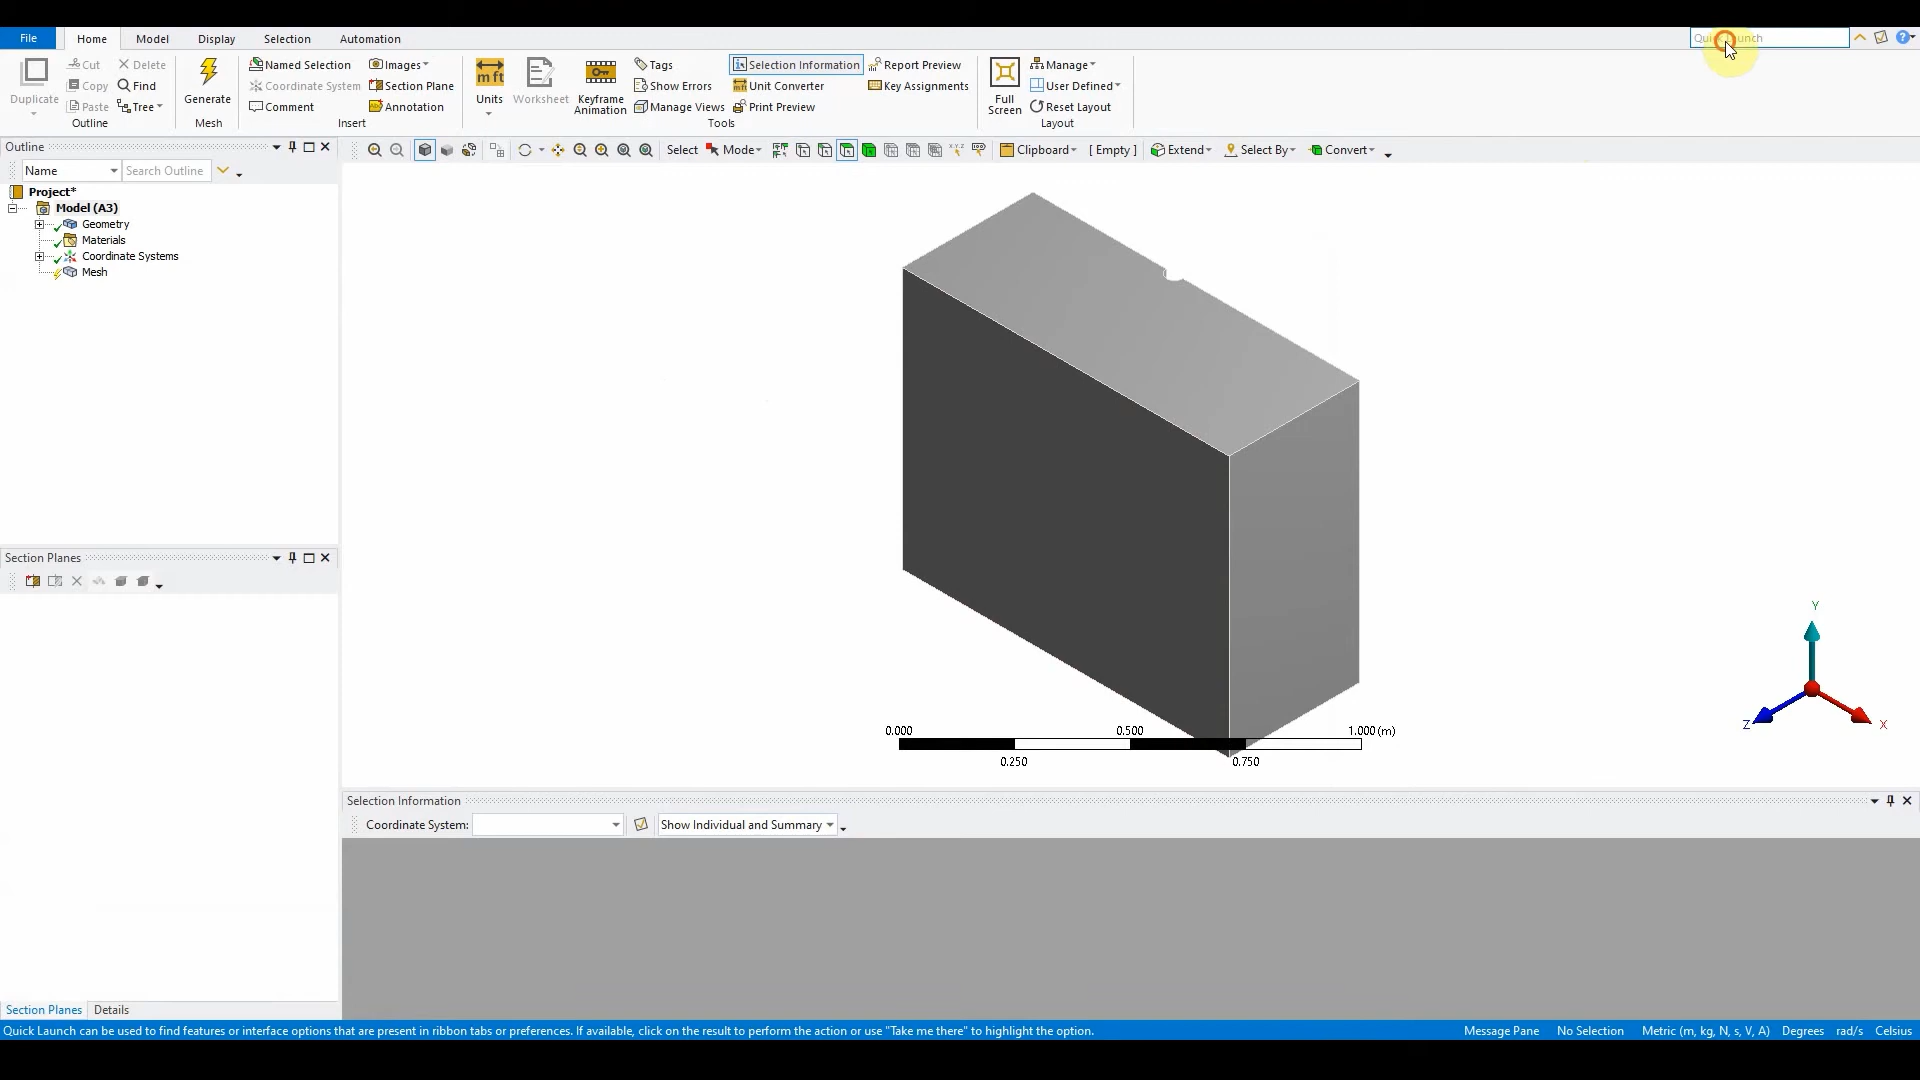 File Home Model Display Selection Automation
Cut Delete
Copy Find
Paste Tree
Duplicate
Outline
Generate
Mesh
Named Selection Images
Coordinate System Section Plane
Comment Annotation
Insert
Units
Worksheet
Keyframe
Animation
Tags
Show Errors
Manage Views
Selection Information
Unit Converter
Print Preview
Report Preview
Key Assignments
Tools
Full
Screen
Manage
User Defined
Reset Layout
Layout
Outline
Name Search Outline
Project*
Model (A3)
Geometry
Materials
Coordinate Systems
Mesh
Select Mode Clipboard [ Empty ] Extend Select By Convert
Section Planes
Y
Z
X
0.000 0.500 1.000 (m)
0.250 0.750
Selection Information
Coordinate System: Show Individual and Summary
Section Planes Details
Quick Launch can be used to find features or interface options that are present in ribbon tabs or preferences. If available, click on the result to perform the action or use "Take me there" to highlight the option.
Message Pane No Selection Metric (m, kg, N, s, V, A) Degrees rad/s Celsius